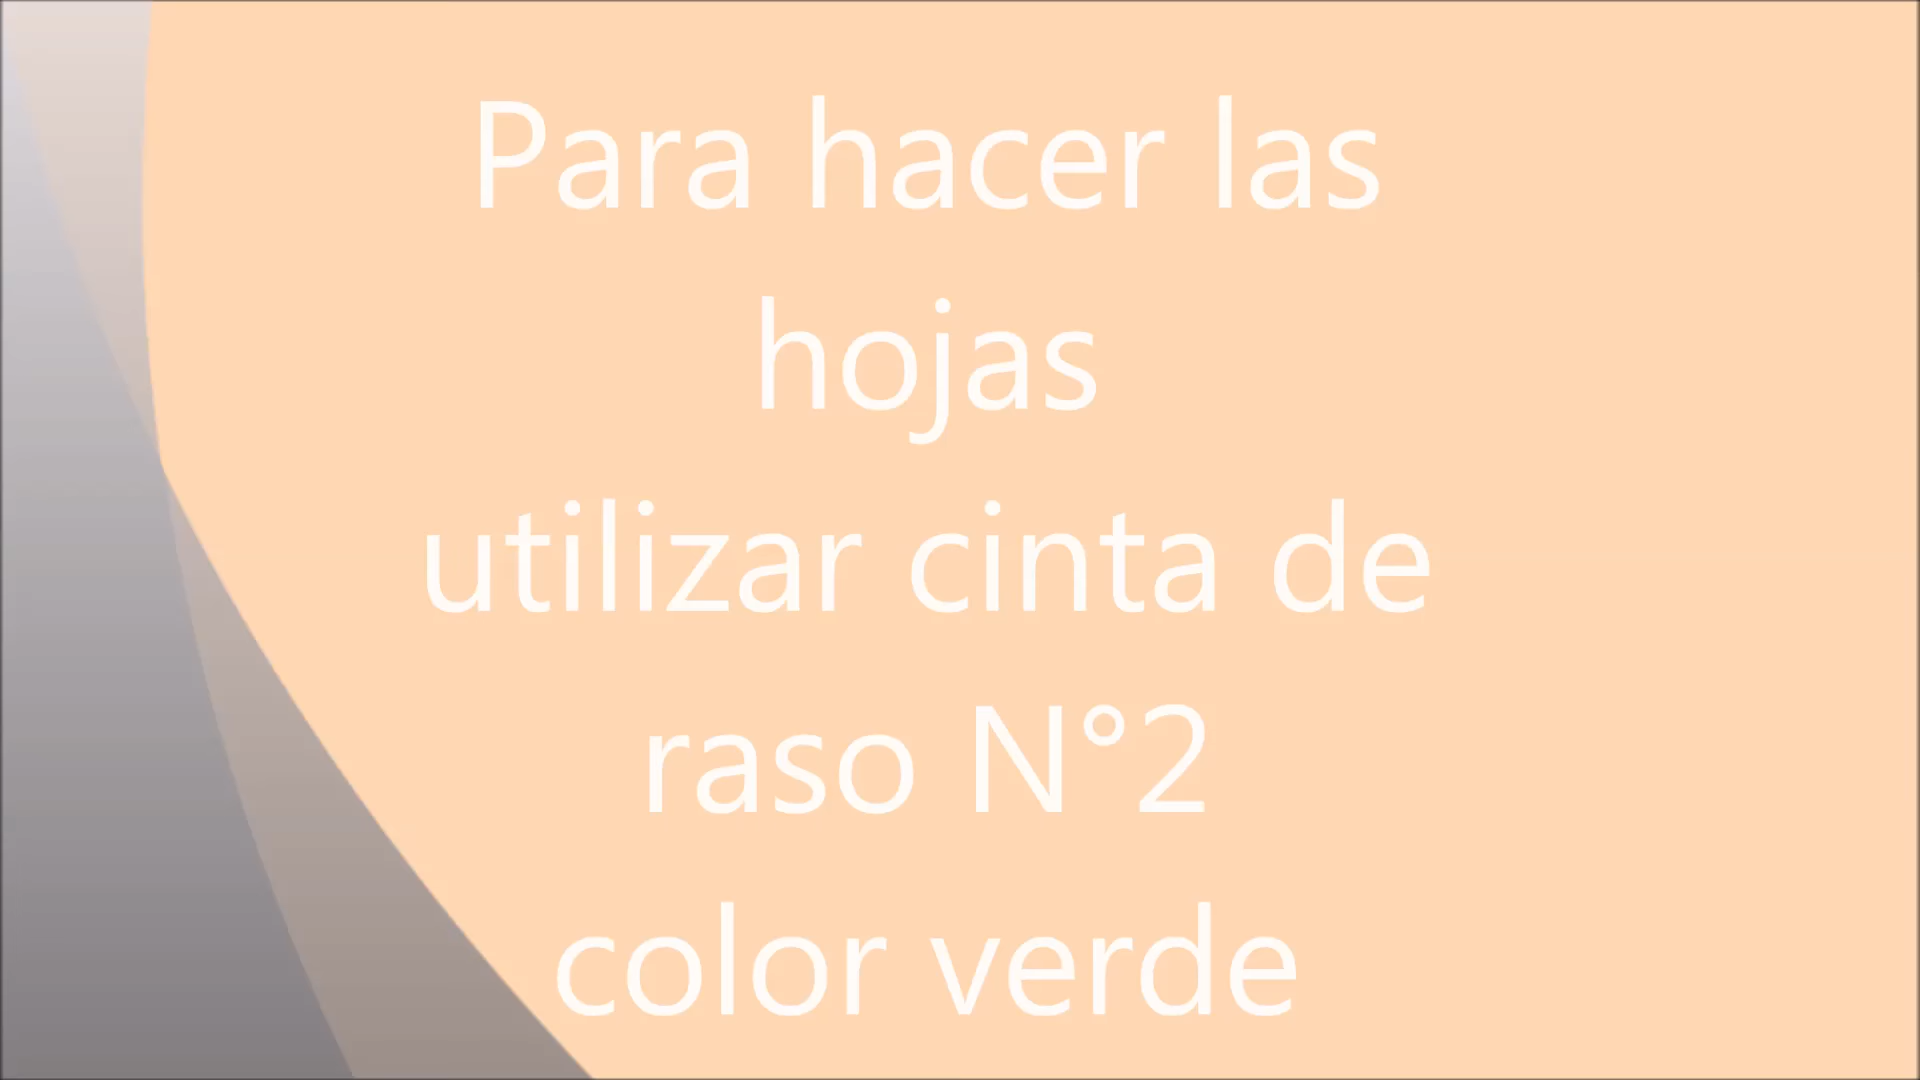 Para hacer las
hojas
utilizar cinta de
raso N°2
color verde